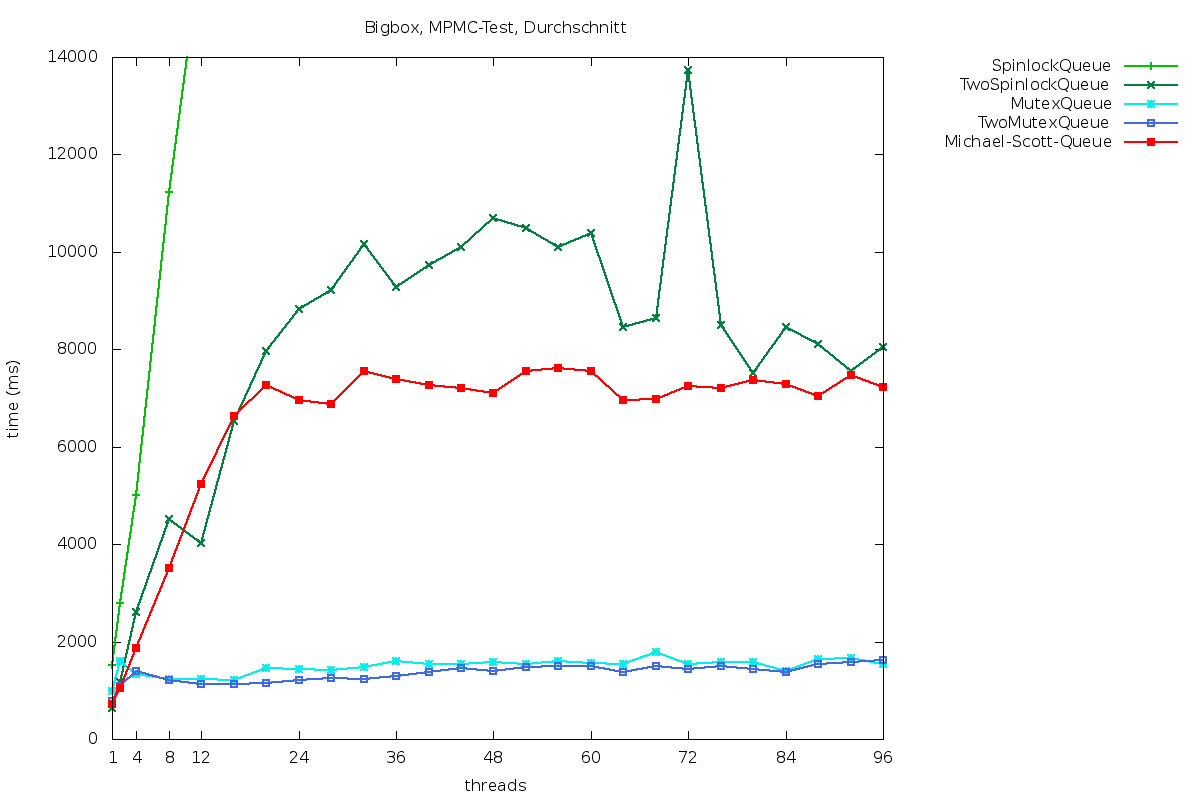 Bigbox, MPMC-Test, Durchschnitt
SpinlockQueue
TwoSpinlockQueue
MutexQueue
TwoMutexQueue
Michael-Scott-Queue
14000
12000
10000
8000
6000
4000
2000
0
time (ms)
1 4 8 12 24 36 48 60 72 84 96
threads